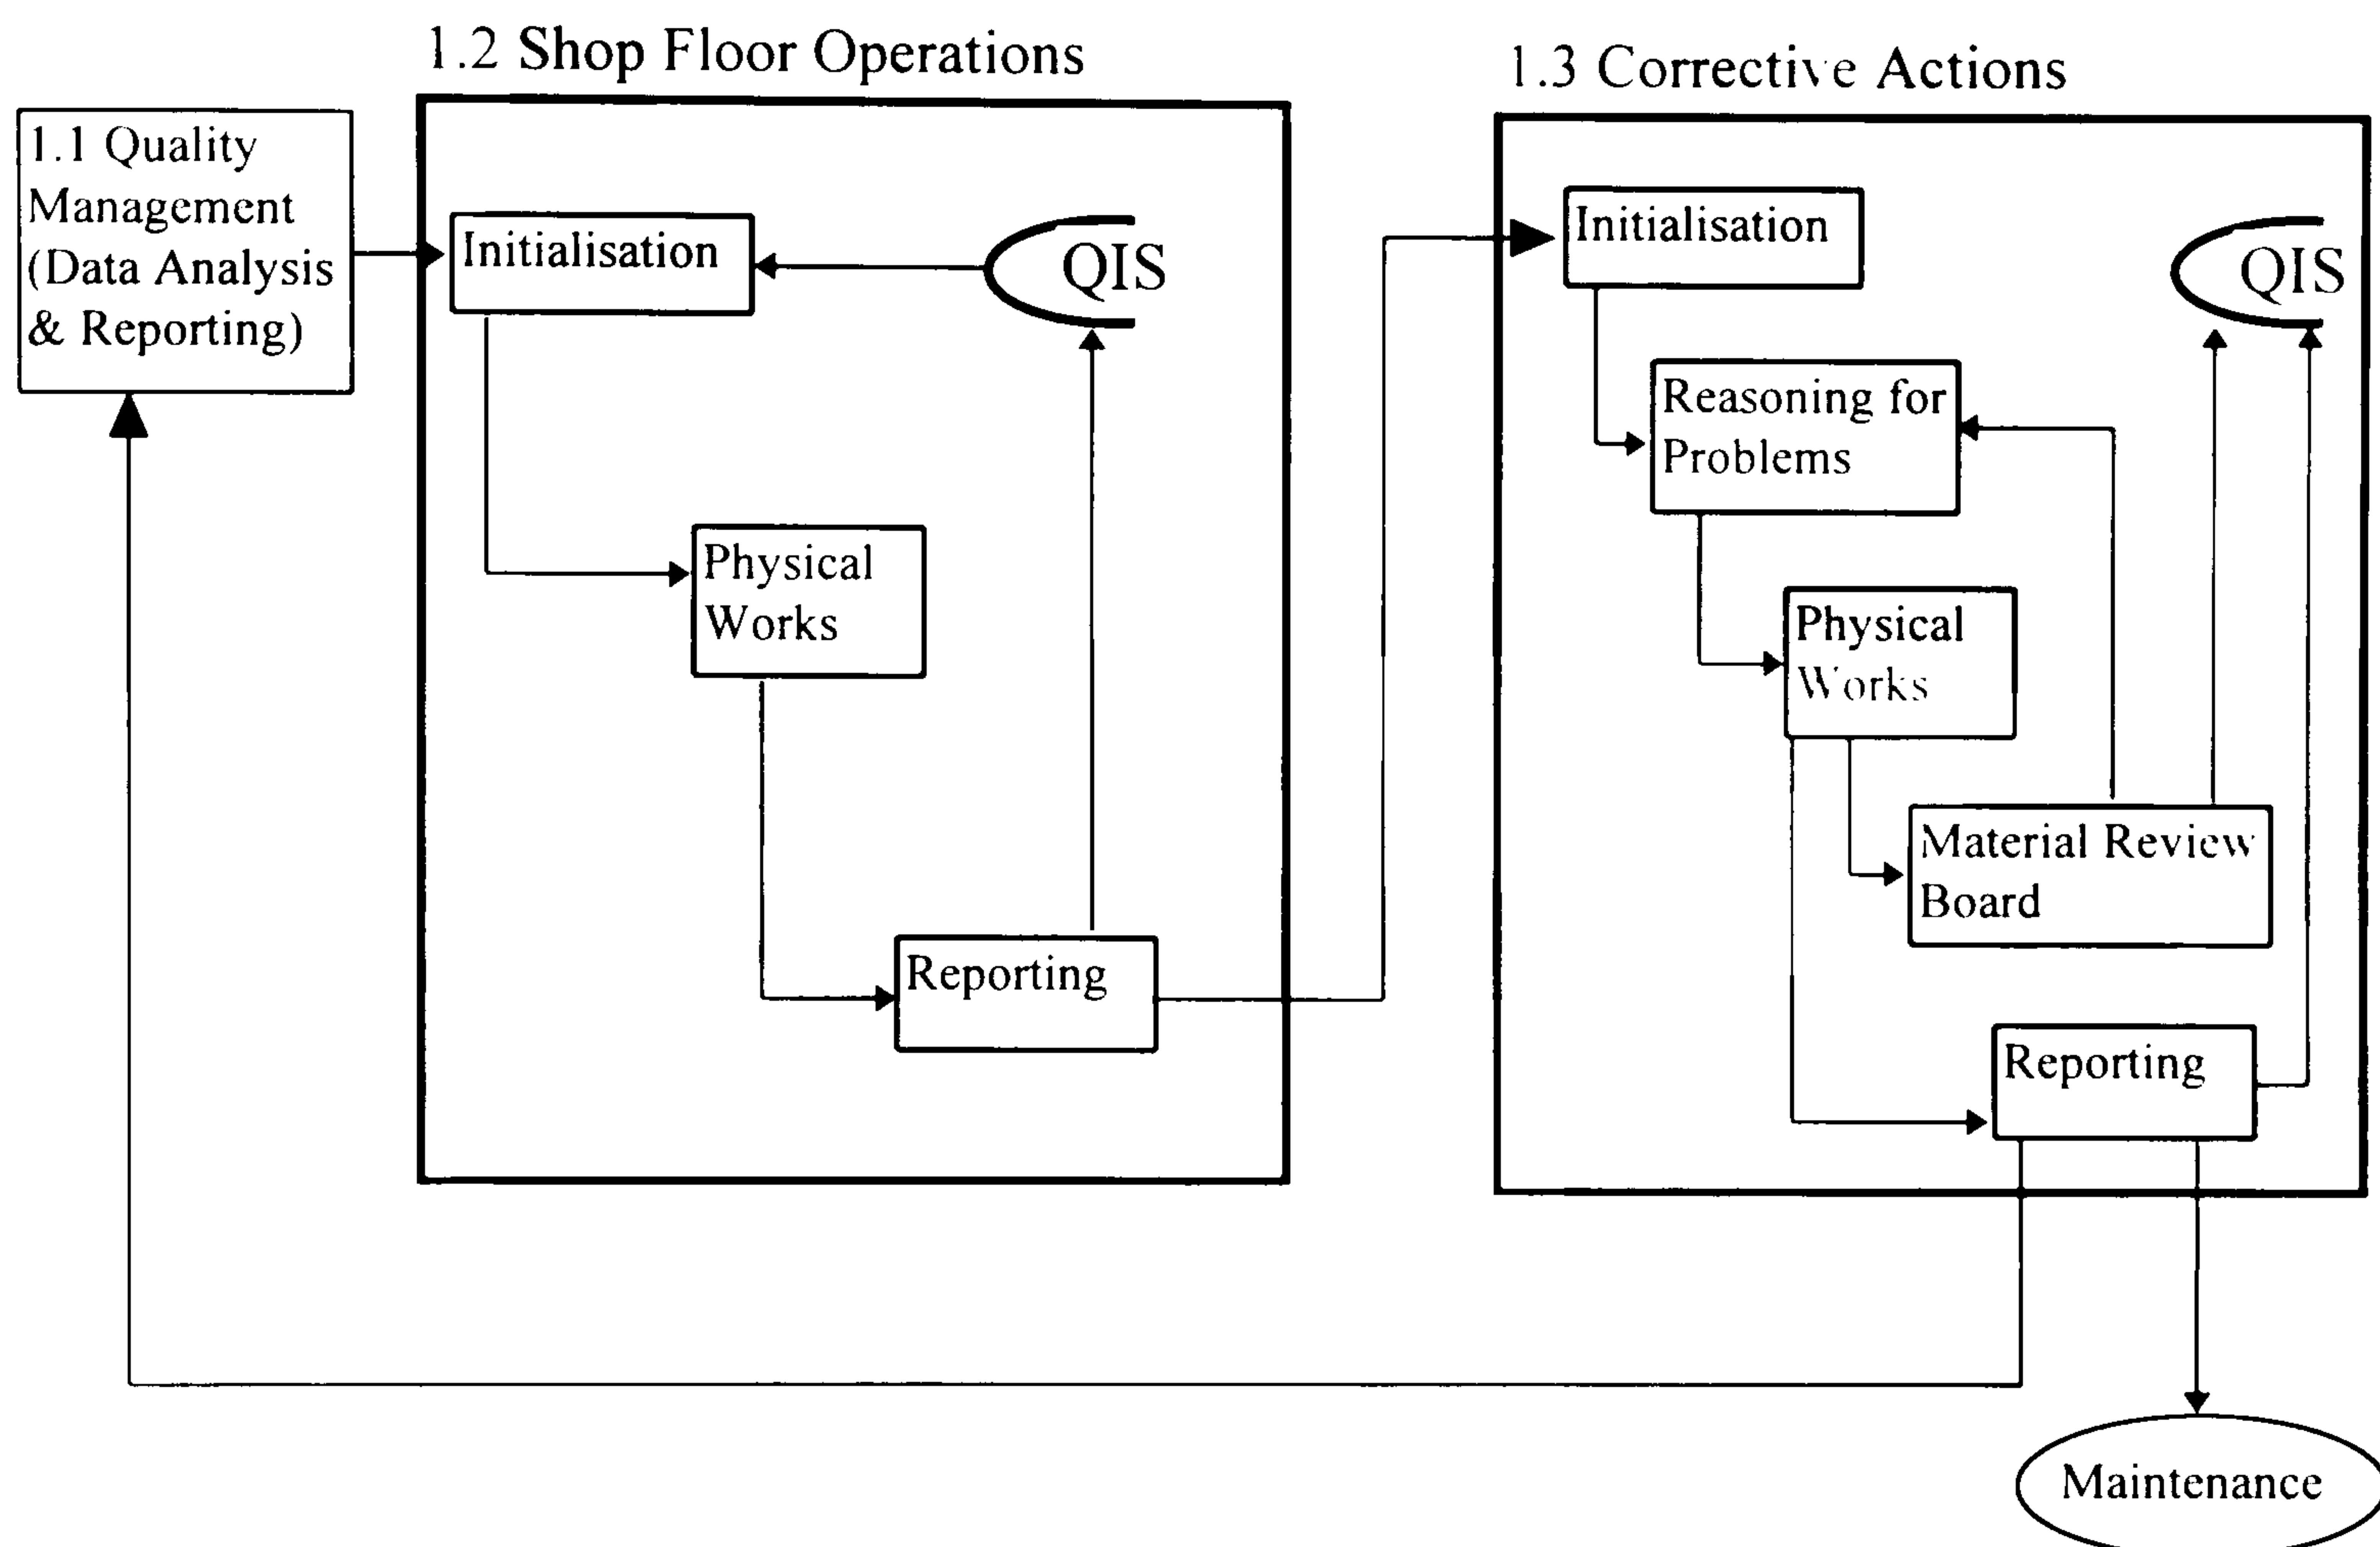 1.2 Shop Floor Operations
1.3 Corrective Actions
1.1 Quality
Management
(Data Analysis
& Reporting)
Initialisation
QIS
Physical
Works
Reporting
Initialisation
QIS
Reasoning for
Problems
Physical
Works
Material Review
Board
Reporting
Maintenance